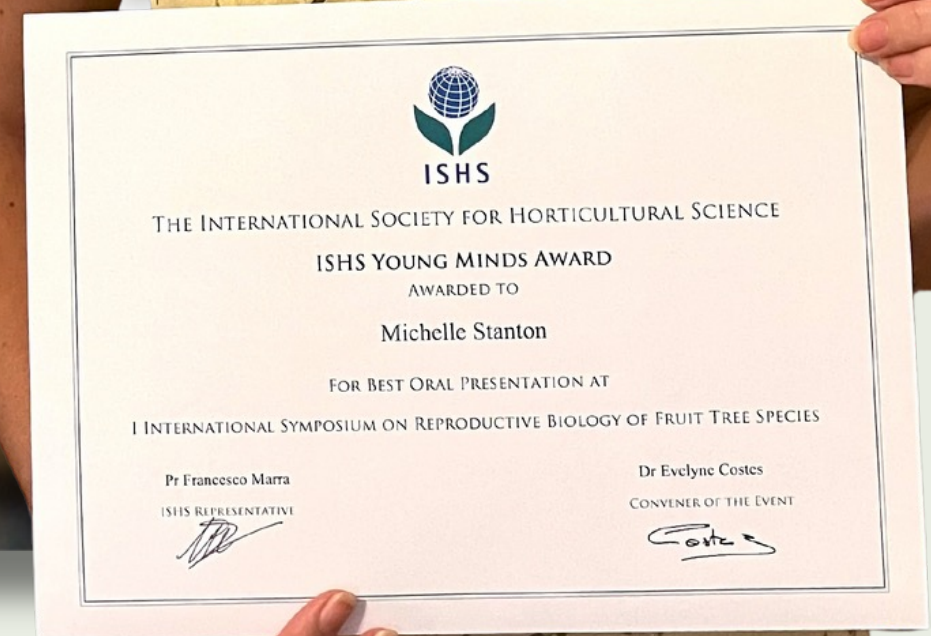 ISHS
THE INTERNATIONAL SOCIETY FOR HORTICULTURAL SCIENCE
ISHS YOUNG MINDS AWARD
AWARDED TO
Michelle Stanton
FOR BEST ORAL PRESENTATION AT
I INTERNATIONAL SYMPOSIUM ON REPRODUCTIVE BIOLOGY OF FRUIT TREE SPECIES
Pr Francesco Marra
ISHS REPRESENTATIVE
Dr Evelyne Costes
CONVENER OF THE EVENT